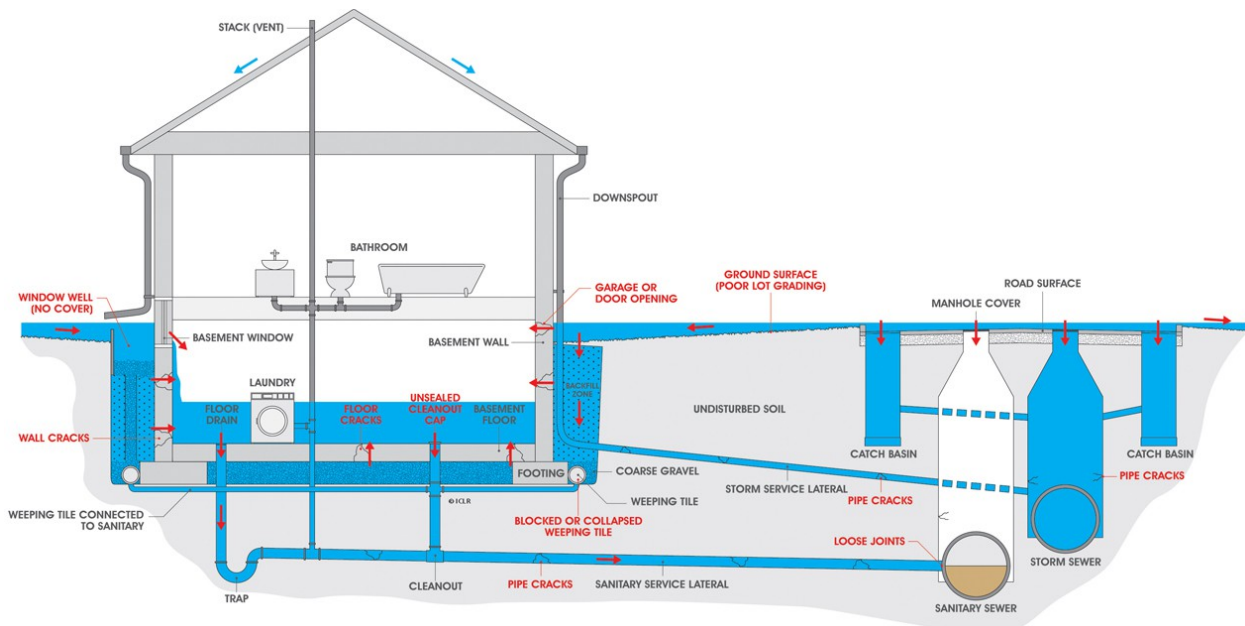 STACK (VENT)
DOWNSPOUT
BATHROOM
WINDOW WELL
(NO COVER)
BASEMENT WINDOW
GARAGE OR
DOOR OPENING
GROUND SURFACE
(POOR LOT GRADING)
ROAD SURFACE
MANHOLE COVER
BASEMENT WALL
LAUNDRY
BACKFILL
ZONE
FLOOR
DRAIN
FLOOR
CRACKS
UNSEALED
CLEANOUT
CAP
BASEMENT
FLOOR
UNDISTURBED SOIL
WALL CRACKS
CATCH BASIN
CATCH BASIN
FOOTING
COARSE GRAVEL
STORM SERVICE LATERAL
PIPE CRACKS
PIPE CRACKS
© ICLR
WEEPING TILE
WEEPING TILE CONNECTED
TO SANITARY
BLOCKED OR COLLAPSED
WEEPING TILE
LOOSE JOINTS
STORM SEWER
TRAP
CLEANOUT
PIPE CRACKS
SANITARY SERVICE LATERAL
SANITARY SEWER